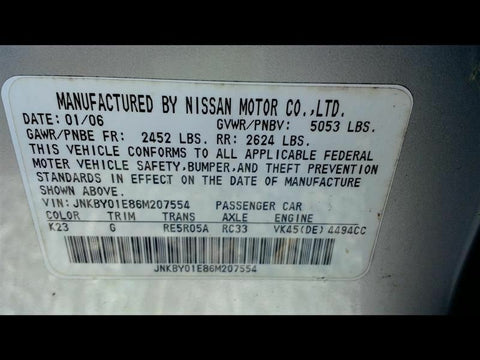 MANUFACTURED BY NISSAN MOTOR CO.,LTD.
DATE: 01/06 GVWR/PNBV: 5053 LBS.
GAWR/PNBE FR: 2452 LBS. RR: 2624 LBS.
THIS VEHICLE CONFORMS TO ALL APPLICABLE FEDERAL
MOTOR VEHICLE SAFETY,BUMPER,AND THEFT PREVENTION
STANDARDS IN EFFECT ON THE DATE OF MANUFACTURE
SHOWN ABOVE.
VIN: JNKBY01E86M207554 PASSENGER CAR
COLOR TRIM TRANS AXLE ENGINE
K23 G RE5R05A RC33 VK45(DE) 4494CC
JNKBY01E86M207554